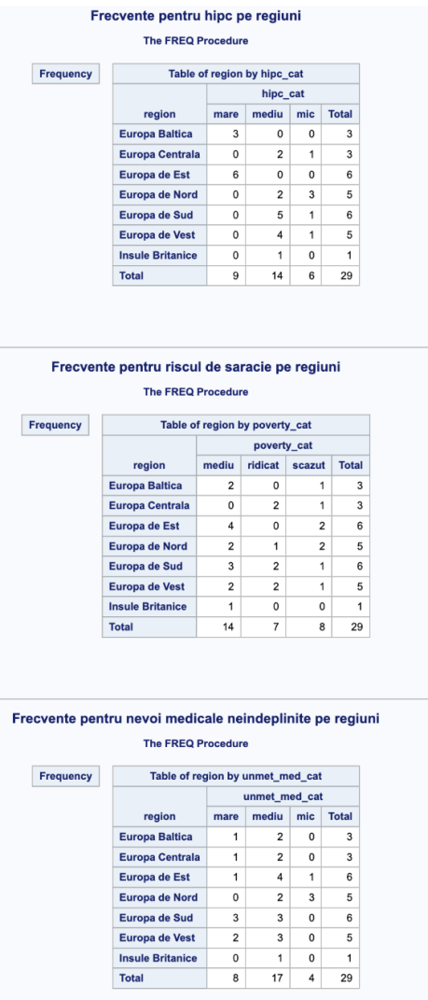 Frecvente pentru hipc pe regiuni
The FREQ Procedure
Frequency
Table of region by hipc_cat
hipc_cat
region mare mediu mic Total
Europa Baltica 3 0 0 3
Europa Centrala 0 2 1 3
Europa de Est 6 0 0 6
Europa de Nord 0 2 3 5
Europa de Sud 0 5 1 6
Europa de Vest 0 4 1 5
Insule Britanice 0 1 0 1
Total 9 14 6 29
Frecvente pentru riscul de saracie pe regiuni
The FREQ Procedure
Frequency
Table of region by poverty_cat
poverty_cat
region mediu ridicat scazut Total
Europa Baltica 2 0 1 3
Europa Centrala 0 2 1 3
Europa de Est 4 0 2 6
Europa de Nord 2 1 2 5
Europa de Sud 3 2 1 6
Europa de Vest 2 2 1 5
Insule Britanice 1 0 0 1
Total 14 7 8 29
Frecvente pentru nevoi medicale neindeplinite pe regiuni
The FREQ Procedure
Frequency
Table of region by unmet_med_cat
unmet_med_cat
region mare mediu mic Total
Europa Baltica 1 2 0 3
Europa Centrala 1 2 0 3
Europa de Est 1 4 1 6
Europa de Nord 0 2 3 5
Europa de Sud 3 3 0 6
Europa de Vest 2 3 0 5
Insule Britanice 0 1 0 1
Total 8 17 4 29